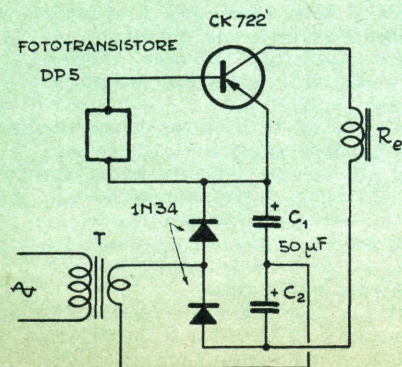 CK 722
FOTOTRANSISTORE
DP5
Re
1N34
+ C1
50 µF
T
+ C2